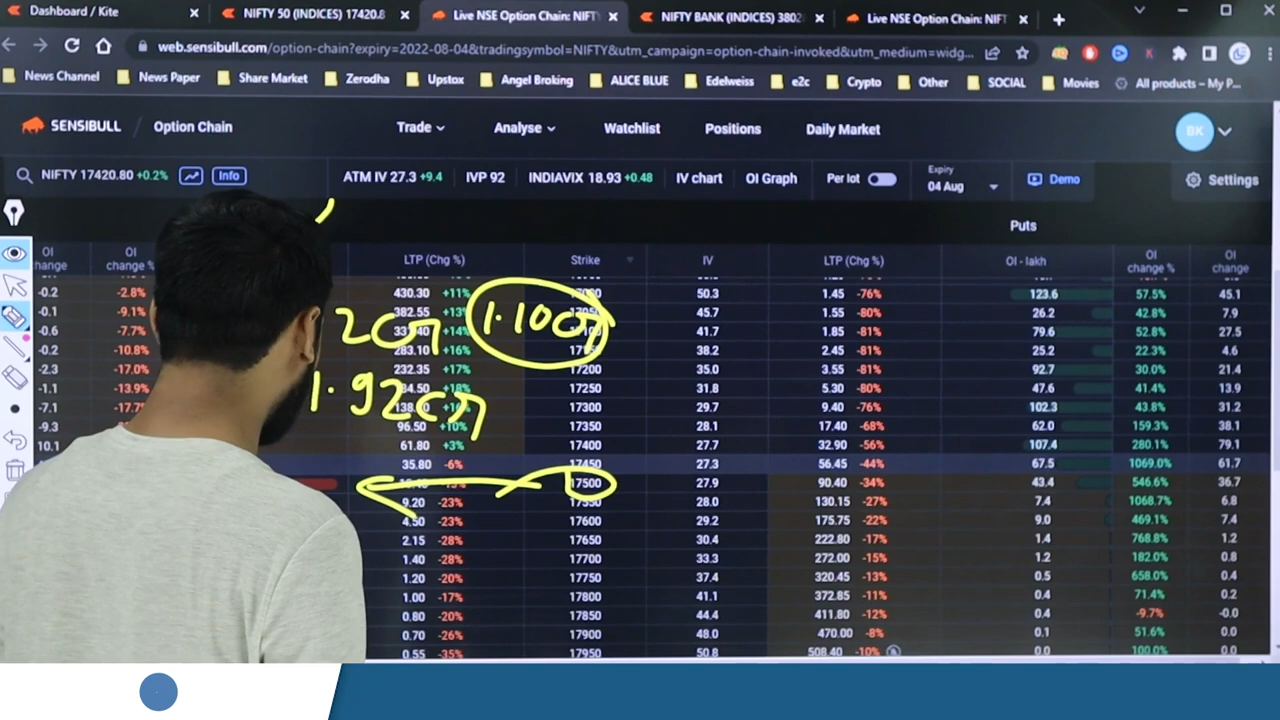 Dashboard / Kite × NIFTY 50 (INDICES) 17420.8 × Live NSE Option Chain: NIFT × NIFTY BANK (INDICES) 3802 × Live NSE Option Chain: NIFT × +
web.sensibull.com/option-chain?expiry=2022-08-04&tradingsymbol=NIFTY&utm_campaign=option-chain-invoked&utm_medium=widg...
News Channel News Paper Share Market Zerodha Upstox Angel Broking ALICE BLUE Edelweiss e2c Crypto Other SOCIAL Movies All products – My P...
SENSIBULL Option Chain Trade Analyse Watchlist Positions Daily Market BK
NIFTY 17420.80 +0.2% Info ATM IV 27.3 +9.4 IVP 92 INDIAVIX 18.93 +0.48 IV chart OI Graph Per lot Expiry 04 Aug Demo Settings
Puts
OI change OI change % LTP (Chg %) Strike IV LTP (Chg %) OI - lakh OI change % OI change
-0.2 -2.8% 430.30 +11% 50.3 1.45 -76% 123.6 57.5% 45.1
-0.1 -9.1% 382.55 +13% 45.7 1.55 -80% 26.2 42.8% 7.9
-0.6 -7.7% +14% 41.7 1.85 -81% 79.6 52.8% 27.5
2cr 1.10cr
-0.2 -10.8% 283.10 +16% 38.2 2.45 -81% 25.2 22.3% 4.6
-2.3 -17.0% 232.35 +17% 17200 35.0 3.55 -81% 92.7 30.0% 21.4
-1.1 -13.9% 17250 31.8 5.30 -80% 47.6 41.4% 13.9
1.92cr
-7.1 17300 29.7 9.40 -76% 102.3 43.8% 31.2
-9.3 96.50 +10% 17350 28.1 17.40 -68% 62.0 159.3% 38.1
10.1 61.80 +3% 17400 27.7 32.90 -56% 107.4 280.1% 79.1
35.80 -6% 17450 27.3 56.45 -44% 67.5 1069.0% 61.7
17500 27.9 90.40 -34% 43.4 546.6% 36.7
9.20 -23% 17550 28.0 130.15 -27% 7.4 1068.7% 6.8
4.50 -23% 17600 29.2 175.75 -22% 9.0 469.1% 7.4
2.15 -28% 17650 30.4 222.80 -17% 1.4 768.8% 1.2
1.40 -28% 17700 33.3 272.00 -15% 1.2 182.0% 0.8
1.20 -20% 17750 37.4 320.45 -13% 0.5 658.0% 0.4
1.00 -17% 17800 41.1 372.85 -11% 0.4 71.4% 0.2
0.80 -20% 17850 44.4 411.80 -12% 0.4 -9.7% -0.0
0.70 -26% 17900 48.0 470.00 -8% 0.1 51.6% 0.0
0.55 -35% 17950 50.8 508.40 -10% 0.0 100.0% 0.0